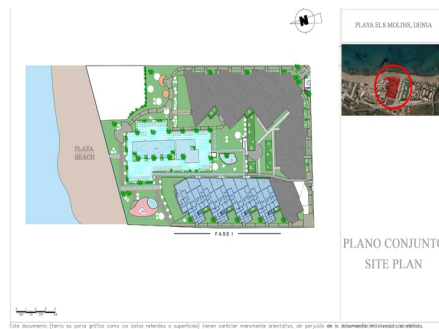 N
PLAYA ELS MOLINS, DENIA
PLAYA
BEACH
FASE I
PLANO CONJUNTO
SITE PLAN
Este documento (tanto su parte gráfica como los datos referidos a superficies) tienen carácter meramente orientativo, sin perjuicio de la